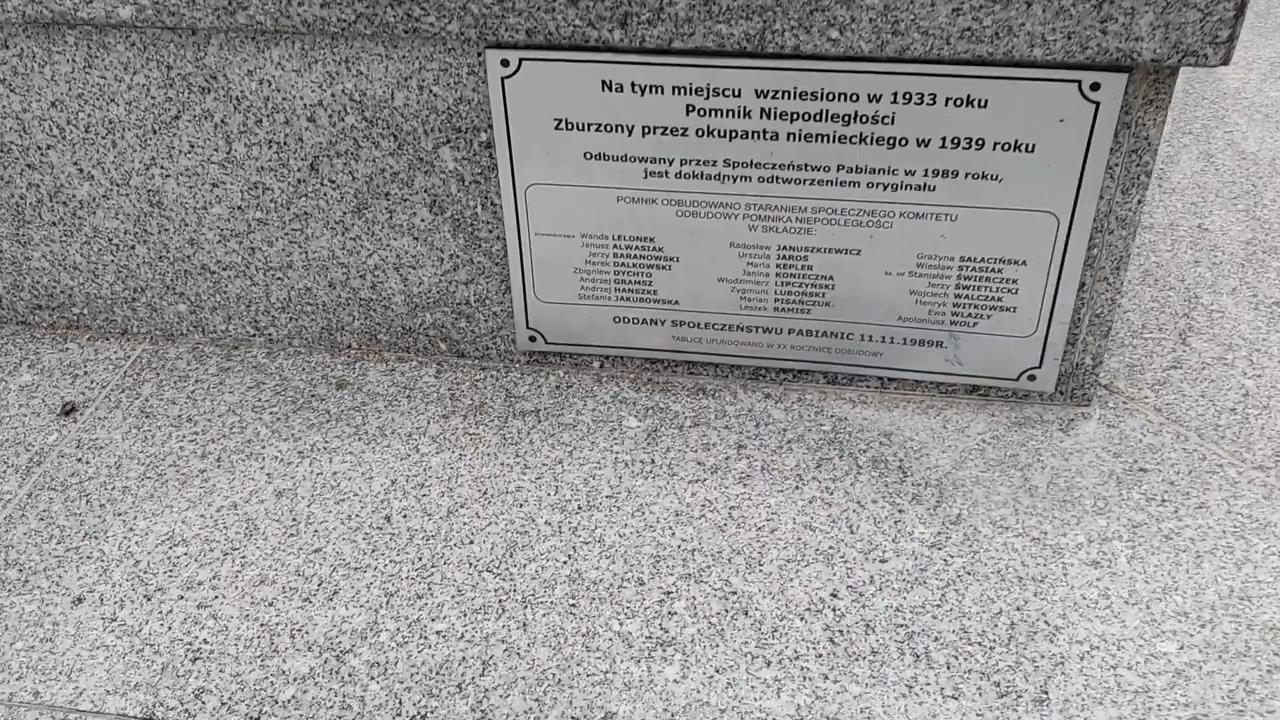 Na tym miejscu wzniesiono w 1933 roku
Pomnik Niepodległości
Zburzony przez okupanta niemieckiego w 1939 roku
Odbudowany przez Społeczeństwo Pabianic w 1989 roku,
jest dokładnym odtworzeniem oryginału
POMNIK ODBUDOWANO STARANIEM SPOŁECZNEGO KOMITETU
ODBUDOWY POMNIKA NIEPODLEGŁOŚCI
W SKŁADZIE:
przewodnicząca Wanda LELONEK
Janusz ALWASIAK
Jerzy BARANOWSKI
Marek DALKOWSKI
Zbigniew DYCHTO
Andrzej GRAMSZ
Andrzej HANSZKE
Stefania JAKUBOWSKA
Radosław JANUSZKIEWICZ
Urszula JAROS
Maria KEPLER
Janina KONIECZNA
Włodzimierz LIPCZYŃSKI
Zygmunt LUBOŃSKI
Marian PISAŃCZUK
Leszek RAMISZ
Grażyna SAŁACIŃSKA
Wiesław STASIAK
ks. inf Stanisław ŚWIERCZEK
Jerzy ŚWIETLICKI
Wojciech WALCZAK
Henryk WITKOWSKI
Ewa WLAZŁY
Apoloniusz WOLF
ODDANY SPOŁECZEŃSTWU PABIANIC 11.11.1989R.
TABLICĘ UFUNDOWANO W XX ROCZNICĘ ODBUDOWY